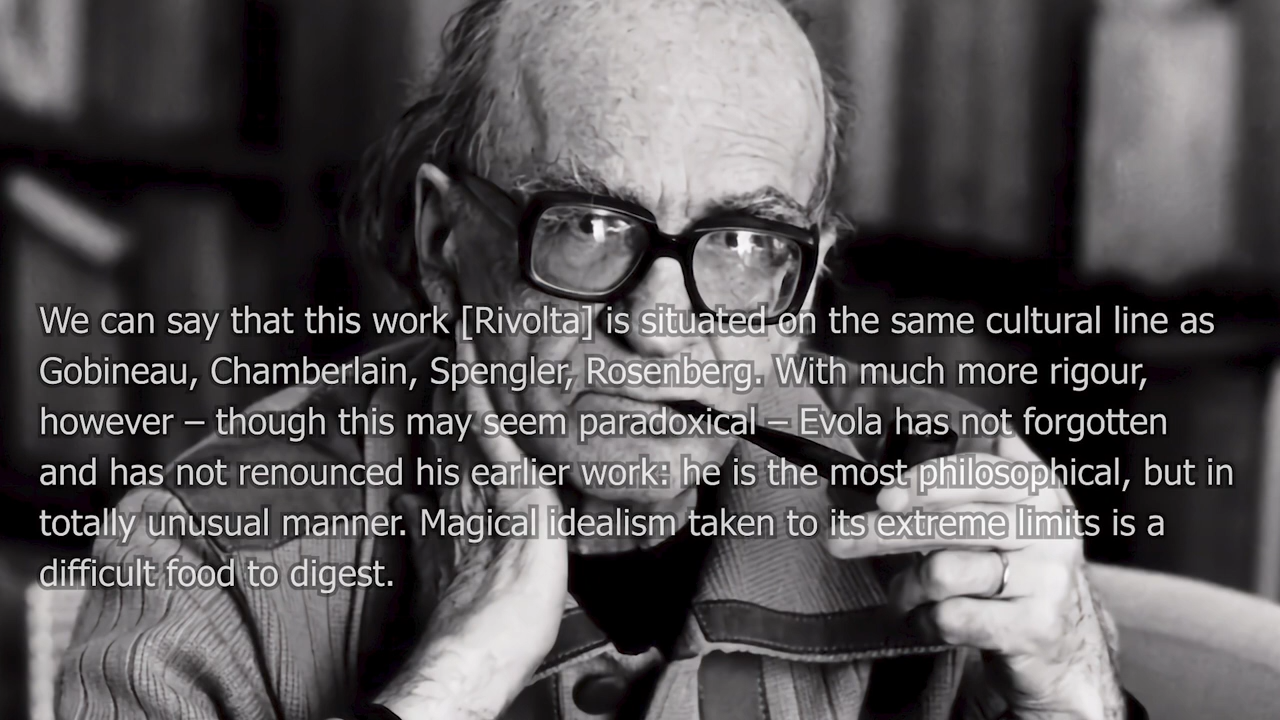 We can say that this work [Rivolta] is situated on the same cultural line as
Gobineau, Chamberlain, Spengler, Rosenberg. With much more rigour,
however – though this may seem paradoxical – Evola has not forgotten
and has not renounced his earlier work: he is the most philosophical, but in
totally unusual manner. Magical idealism taken to its extreme limits is a
difficult food to digest.